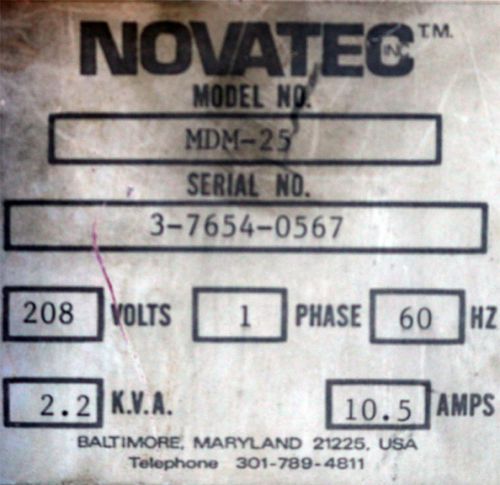 NOVATEC INC T.M.
MODEL NO.
MDM-25
SERIAL NO.
3-7654-0567
208 VOLTS 1 PHASE 60 HZ
2.2 K.V.A. 10.5 AMPS
BALTIMORE, MARYLAND 21225, USA
Telephone 301-789-4811